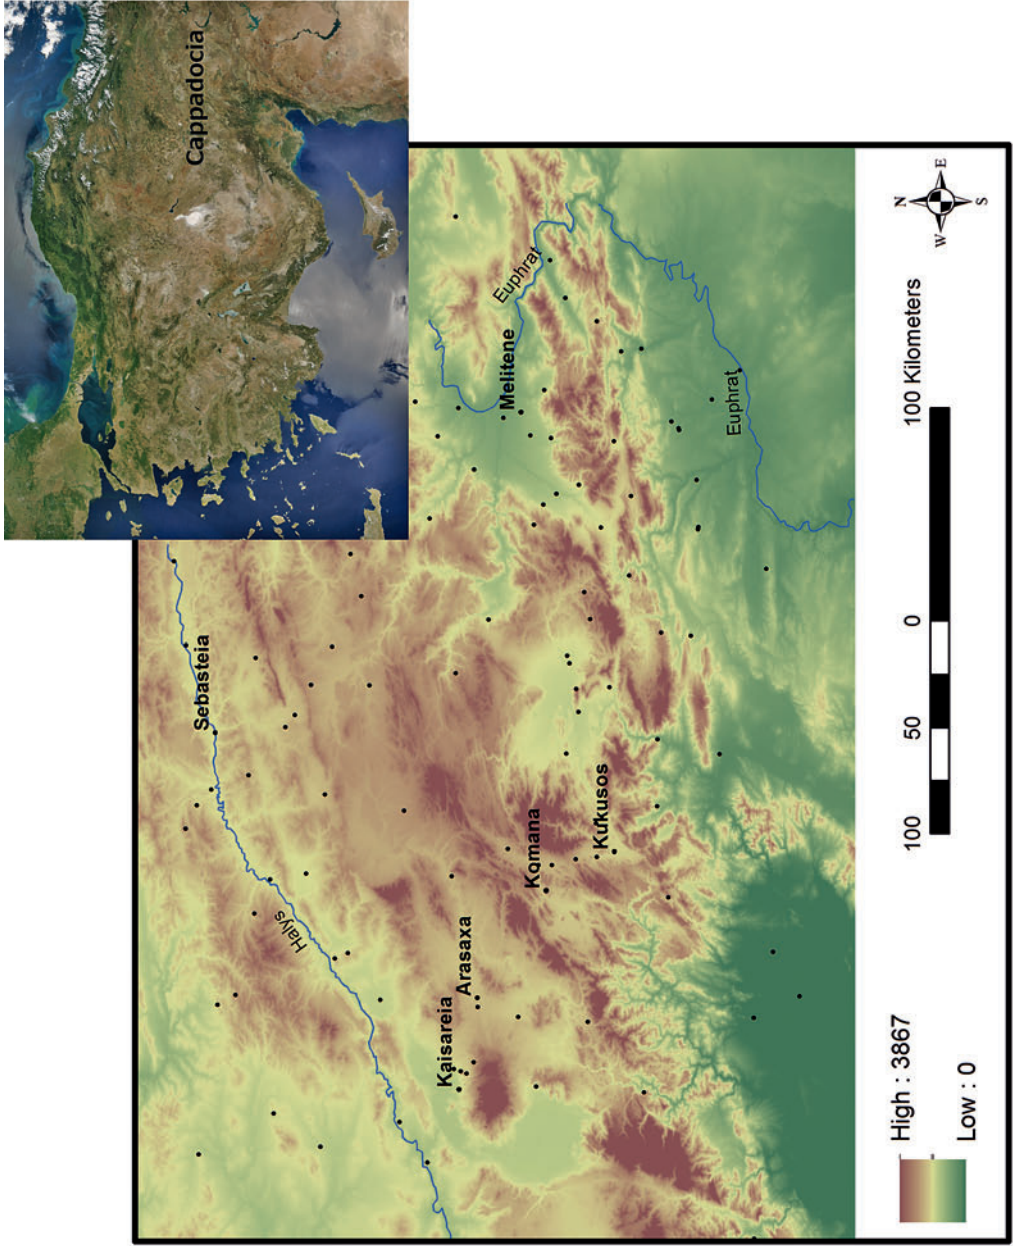 Cappadocia
Sebasteia
Halys
Euphrat
Melitene
Kaisareia
Arasaxa
Komana
Kukusos
Euphrat
High : 3867
Low : 0
100
50
0
100 Kilometers
N
W
E
S